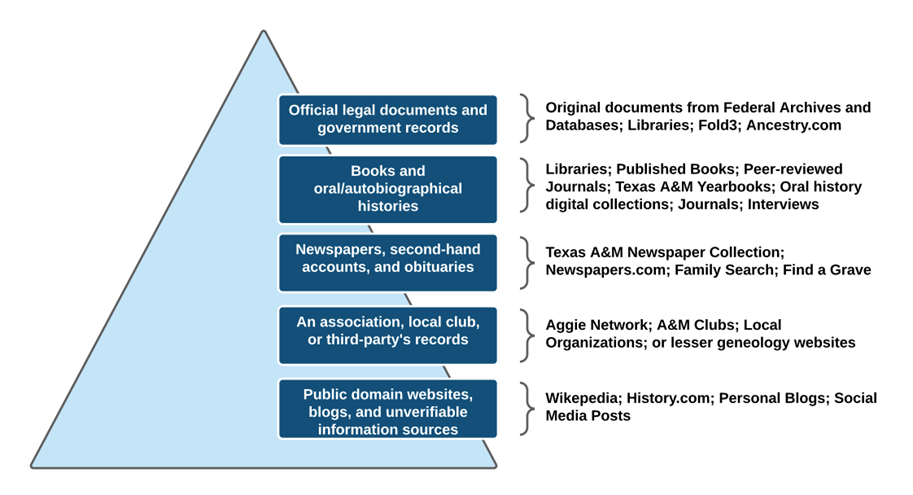 Official legal documents and
government records
Original documents from Federal Archives and
Databases; Libraries; Fold3; Ancestry.com
Books and
oral/autobiographical
histories
Libraries; Published Books; Peer-reviewed
Journals; Texas A&M Yearbooks; Oral history
digital collections; Journals; Interviews
Newspapers, second-hand
accounts, and obituaries
Texas A&M Newspaper Collection;
Newspapers.com; Family Search; Find a Grave
An association, local club,
or third-party's records
Aggie Network; A&M Clubs; Local
Organizations; or lesser geneology websites
Public domain websites,
blogs, and unverifiable
information sources
Wikepedia; History.com; Personal Blogs; Social
Media Posts